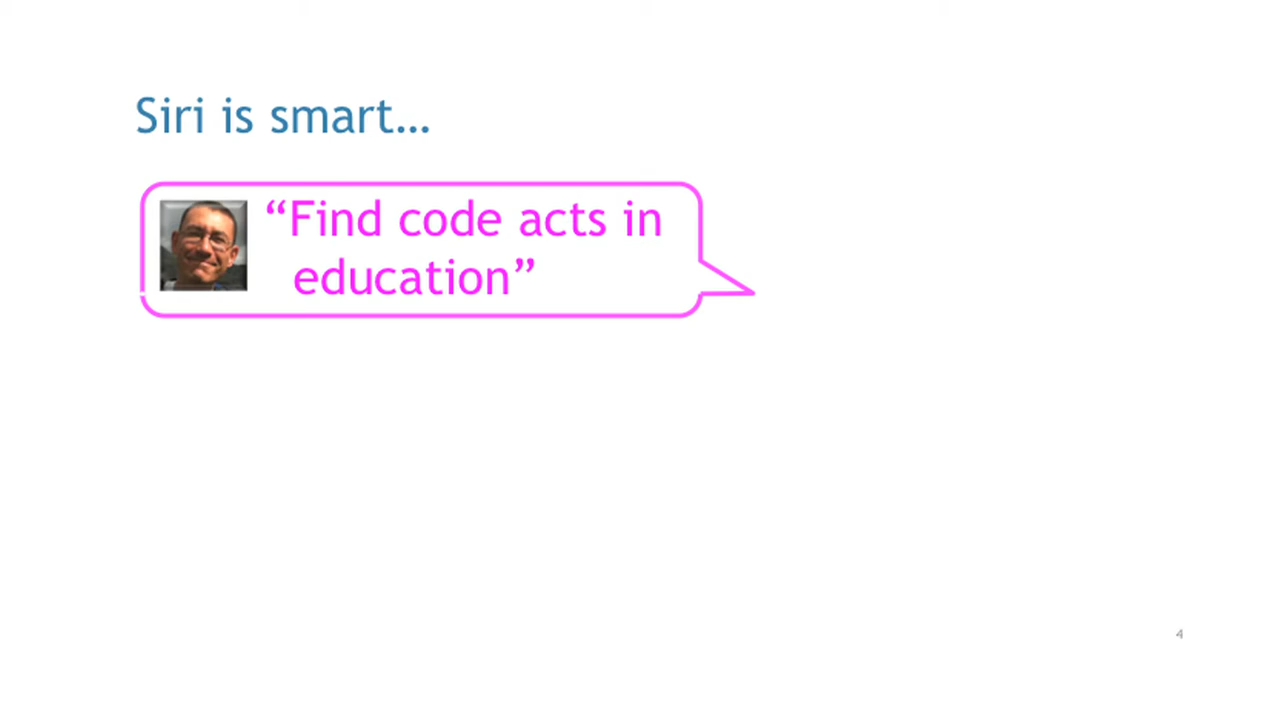 Siri is smart…
“Find code acts in
education”
4